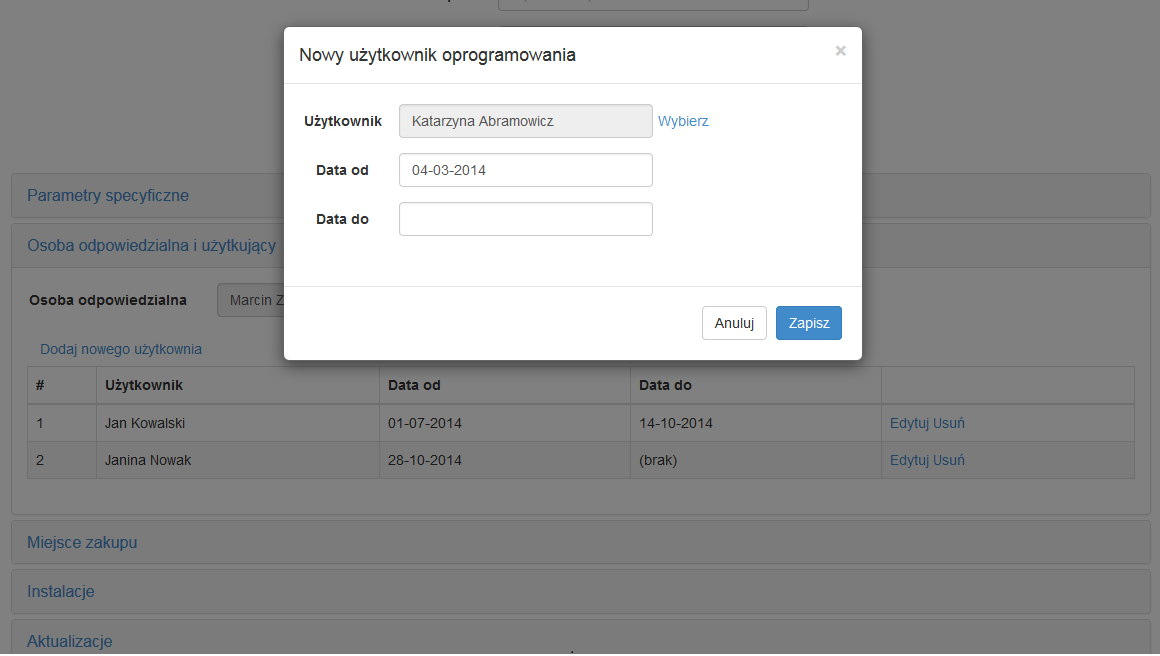 Nowy użytkownik oprogramowania ×
Użytkownik Katarzyna Abramowicz Wybierz
Data od 04-03-2014
Data do
Anuluj Zapisz
Parametry specyficzne
Osoba odpowiedzialna i użytkujący
Osoba odpowiedzialna Marcin Z
Dodaj nowego użytkownia
# Użytkownik Data od Data do
1 Jan Kowalski 01-07-2014 14-10-2014 Edytuj Usuń
2 Janina Nowak 28-10-2014 (brak) Edytuj Usuń
Miejsce zakupu
Instalacje
Aktualizacje